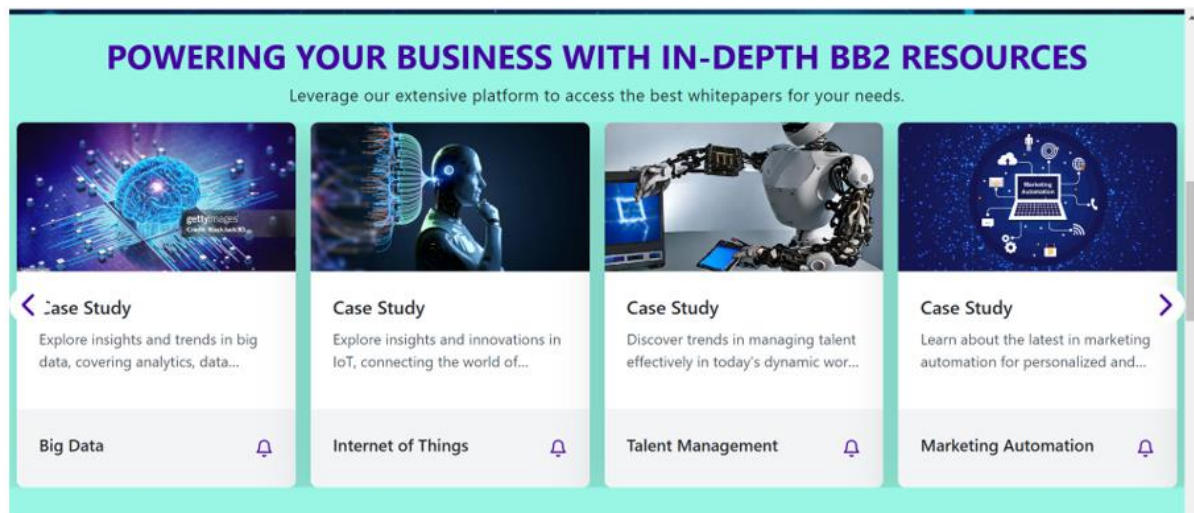 POWERING YOUR BUSINESS WITH IN-DEPTH BB2 RESOURCES
Leverage our extensive platform to access the best whitepapers for your needs.
gettyimages
Credit: BlackJack3D
Marketing
Automation
Case Study
Explore insights and trends in big
data, covering analytics, data...
Big Data
Case Study
Explore insights and innovations in
IoT, connecting the world of...
Internet of Things
Case Study
Discover trends in managing talent
effectively in today's dynamic wor...
Talent Management
Case Study
Learn about the latest in marketing
automation for personalized and...
Marketing Automation